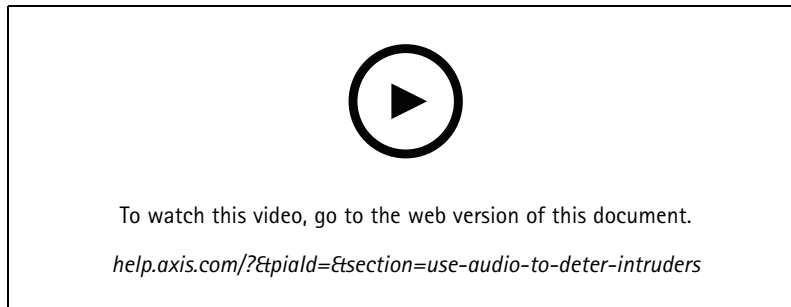 To watch this video, go to the web version of this document.
help.axis.com/?&piaId=&section=use-audio-to-deter-intruders